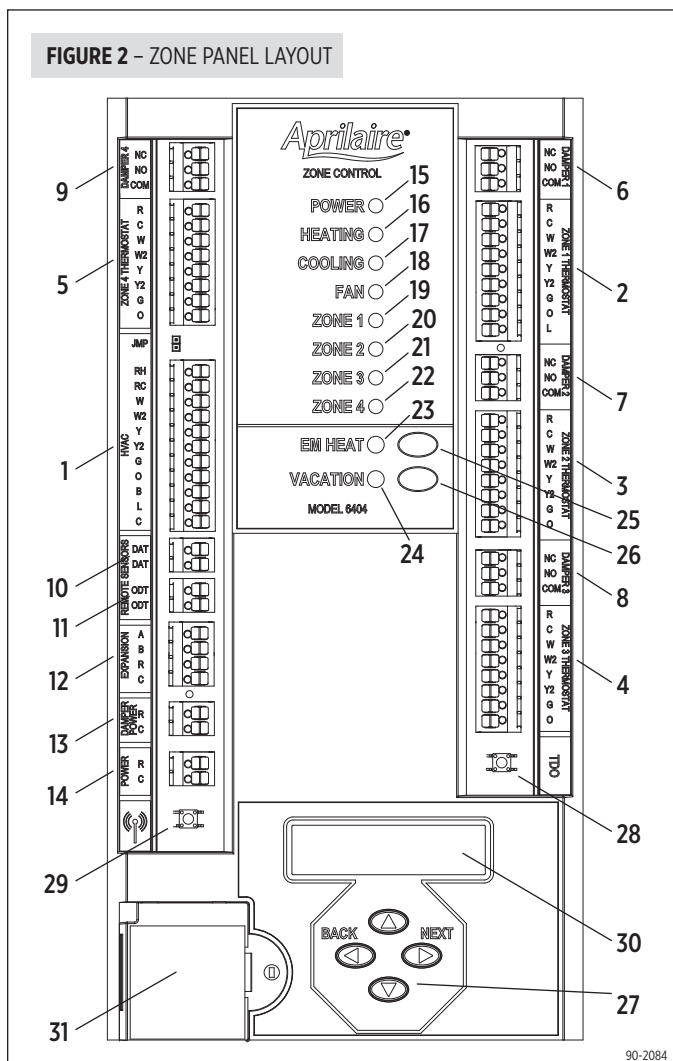 FIGURE 2 – ZONE PANEL LAYOUT
Aprilaire
ZONE CONTROL
POWER
HEATING
COOLING
FAN
ZONE 1
ZONE 2
ZONE 3
ZONE 4
EM HEAT
VACATION
MODEL 6404
15
16
17
18
19
20
21
22
23
24
25
26
9
DAMPER 4
NC
NO
COM
5
ZONE 4 THERMOSTAT
R
C
W
W2
Y
Y2
G
O
JMP
1
HVAC
RH
RC
W
W2
Y
Y2
G
O
B
L
C
10
11
REMOTE SENSORS
DAT
DAT
ODT
ODT
12
EXPANSION
A
B
R
C
13
DAMPER POWER
R
C
14
POWER
R
C
29
6
DAMPER 1
NC
NO
COM
2
ZONE 1 THERMOSTAT
R
C
W
W2
Y
Y2
G
O
L
7
DAMPER 2
NC
NO
COM
3
ZONE 2 THERMOSTAT
R
C
W
W2
Y
Y2
G
O
8
DAMPER 3
NC
NO
COM
4
ZONE 3 THERMOSTAT
R
C
W
W2
Y
Y2
G
O
TDO
28
30
BACK
NEXT
27
31
90-2084